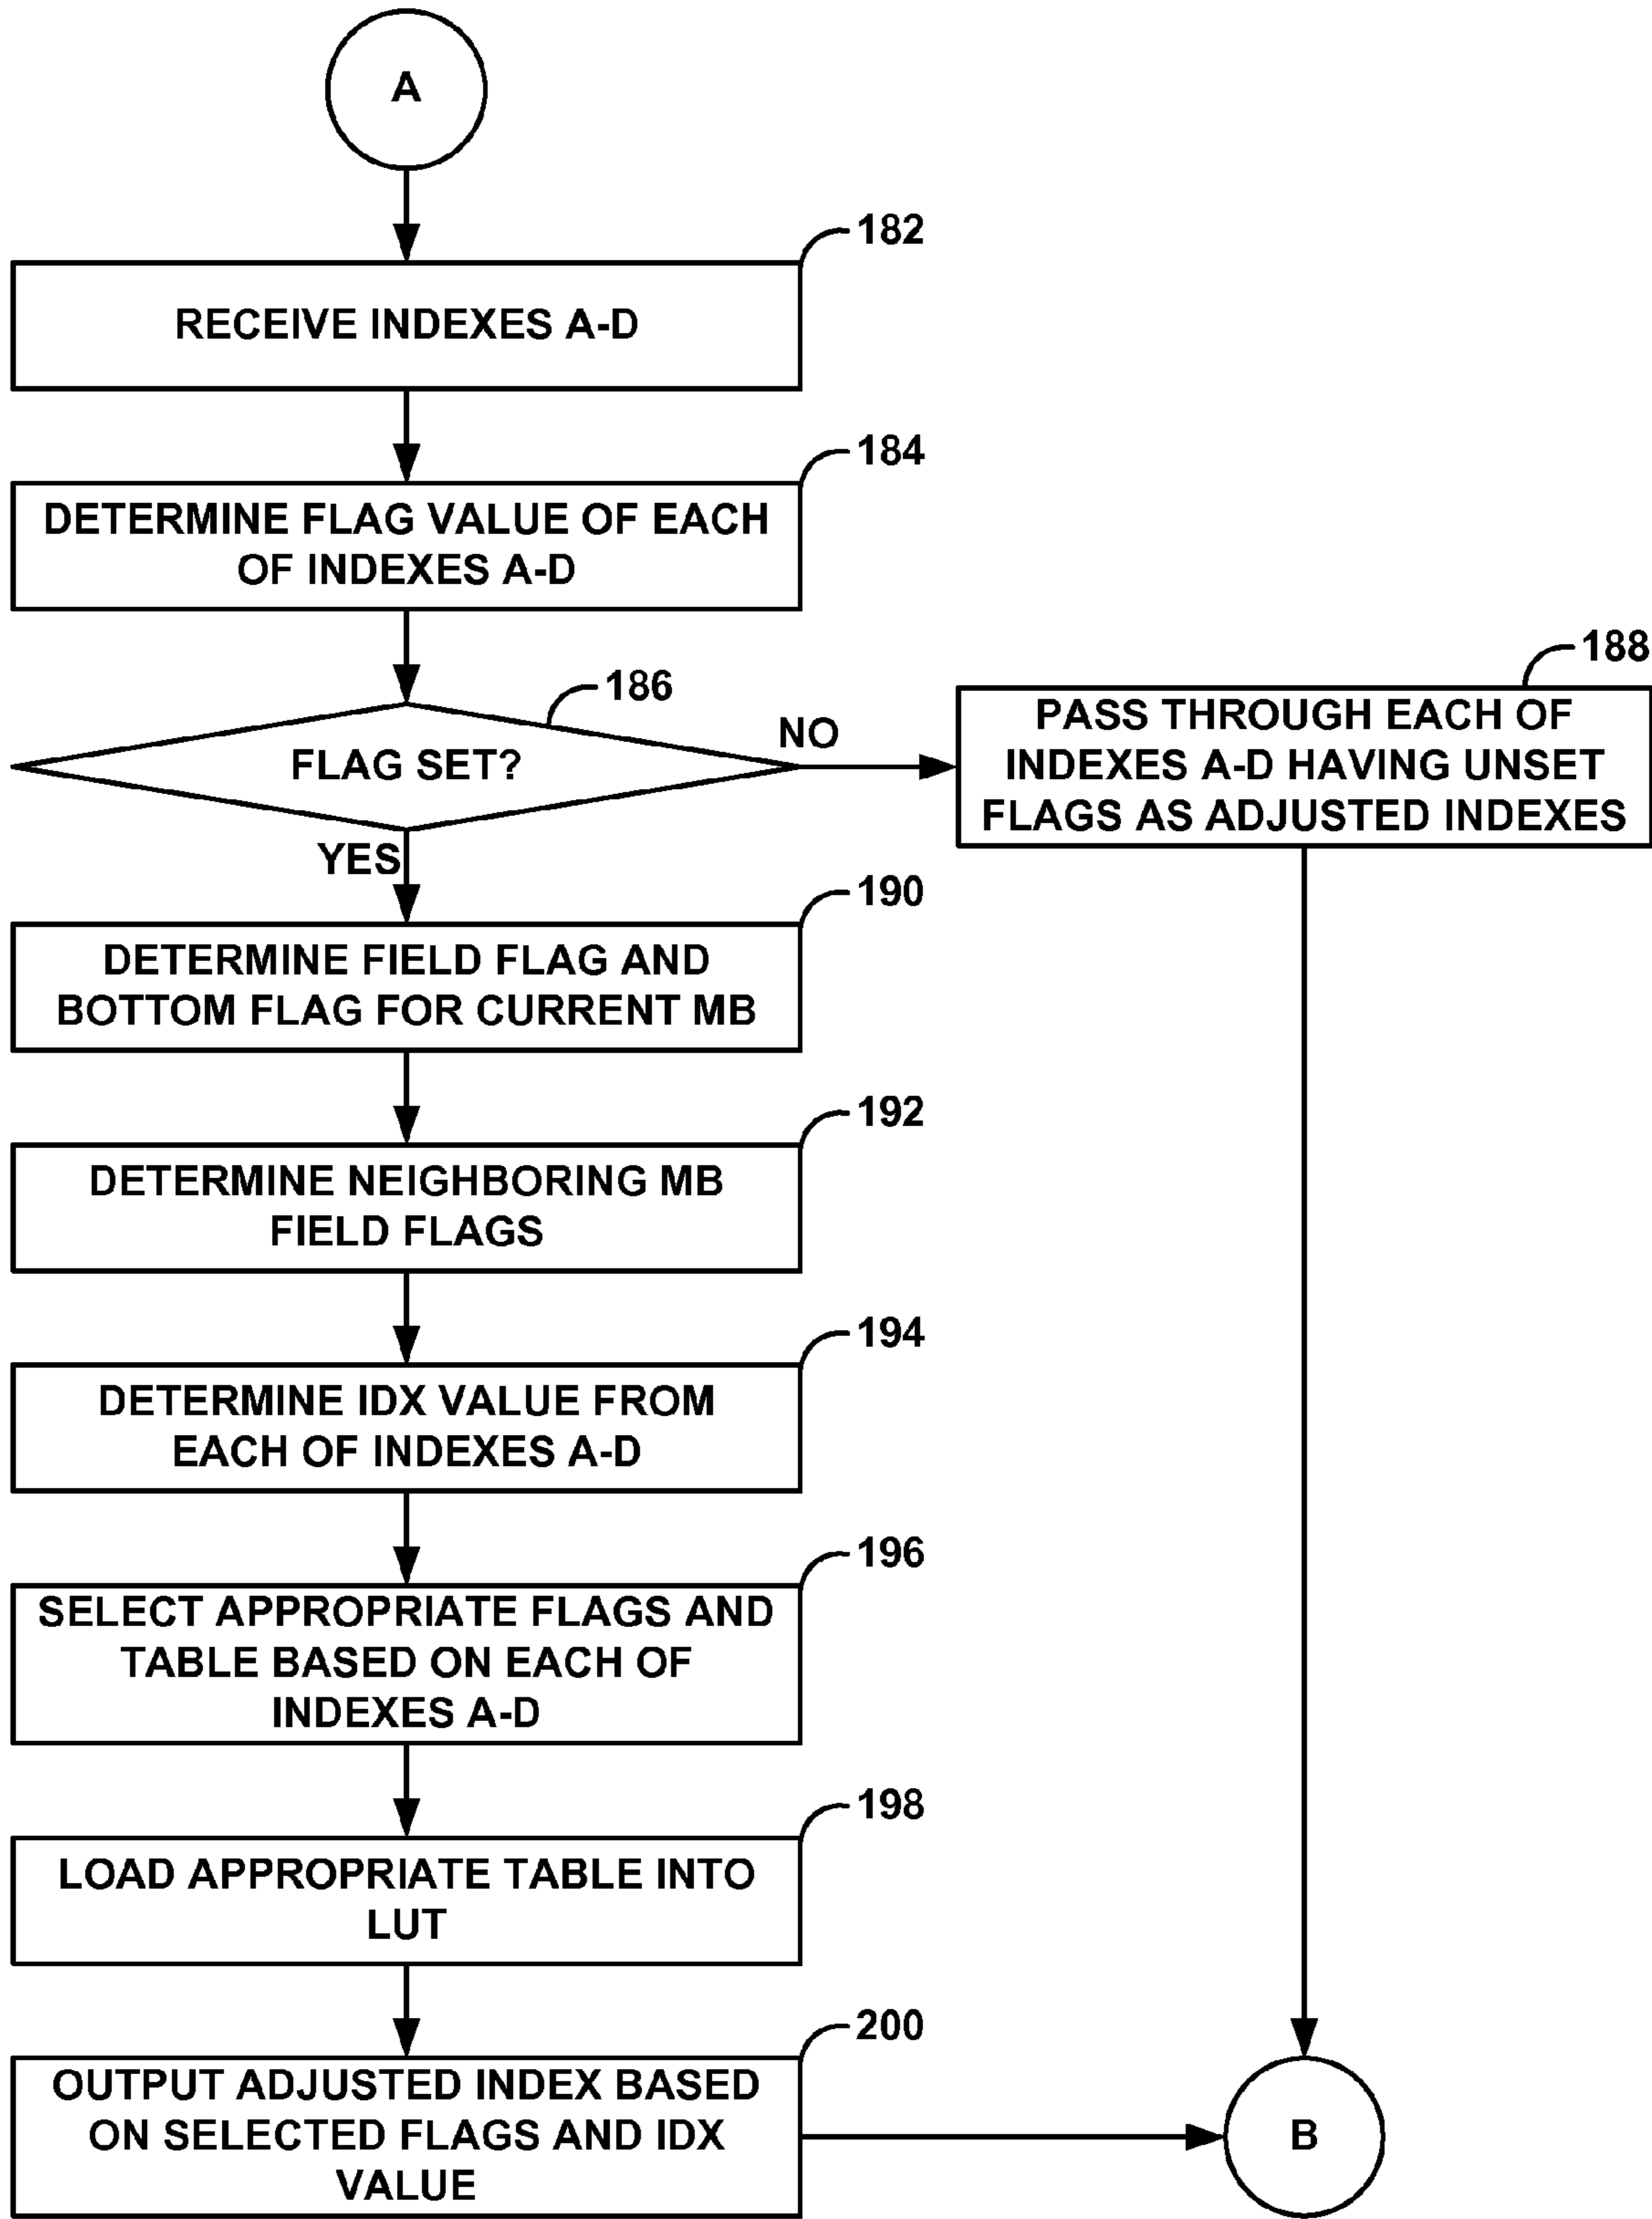 A
182
RECEIVE INDEXES A-D
184
DETERMINE FLAG VALUE OF EACH
OF INDEXES A-D
186
FLAG SET?
NO
188
PASS THROUGH EACH OF
INDEXES A-D HAVING UNSET
FLAGS AS ADJUSTED INDEXES
YES
190
DETERMINE FIELD FLAG AND
BOTTOM FLAG FOR CURRENT MB
192
DETERMINE NEIGHBORING MB
FIELD FLAGS
194
DETERMINE IDX VALUE FROM
EACH OF INDEXES A-D
196
SELECT APPROPRIATE FLAGS AND
TABLE BASED ON EACH OF
INDEXES A-D
198
LOAD APPROPRIATE TABLE INTO
LUT
200
OUTPUT ADJUSTED INDEX BASED
ON SELECTED FLAGS AND IDX
VALUE
B